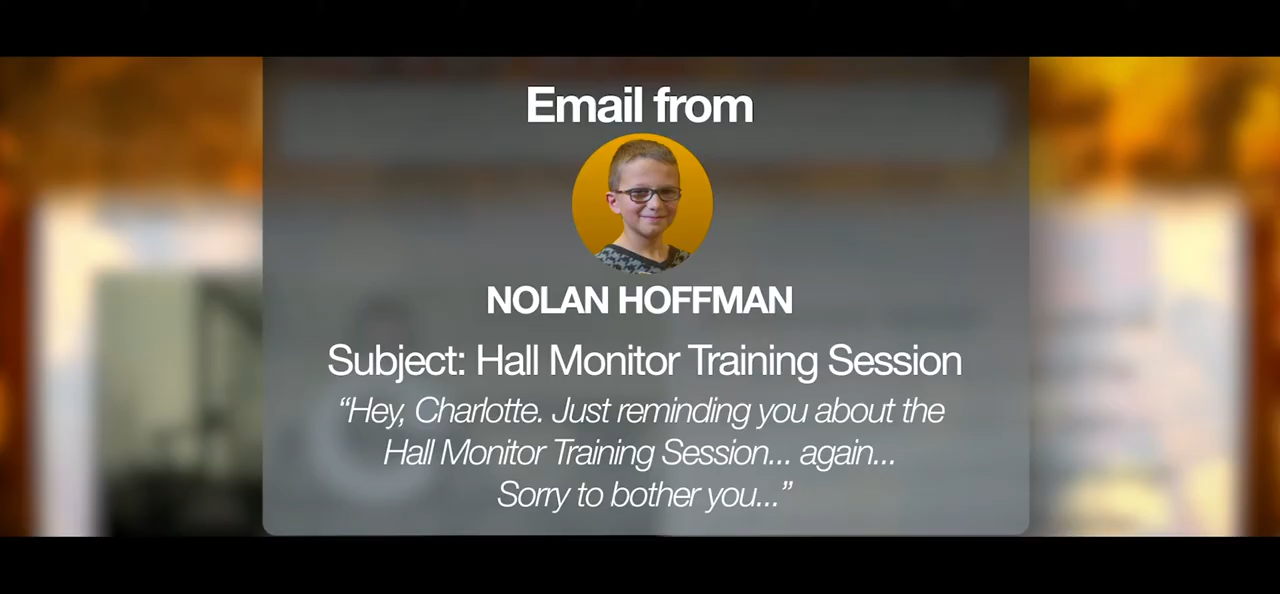 Email from
NOLAN HOFFMAN
Subject: Hall Monitor Training Session
“Hey, Charlotte. Just reminding you about the
Hall Monitor Training Session... again...
Sorry to bother you...”